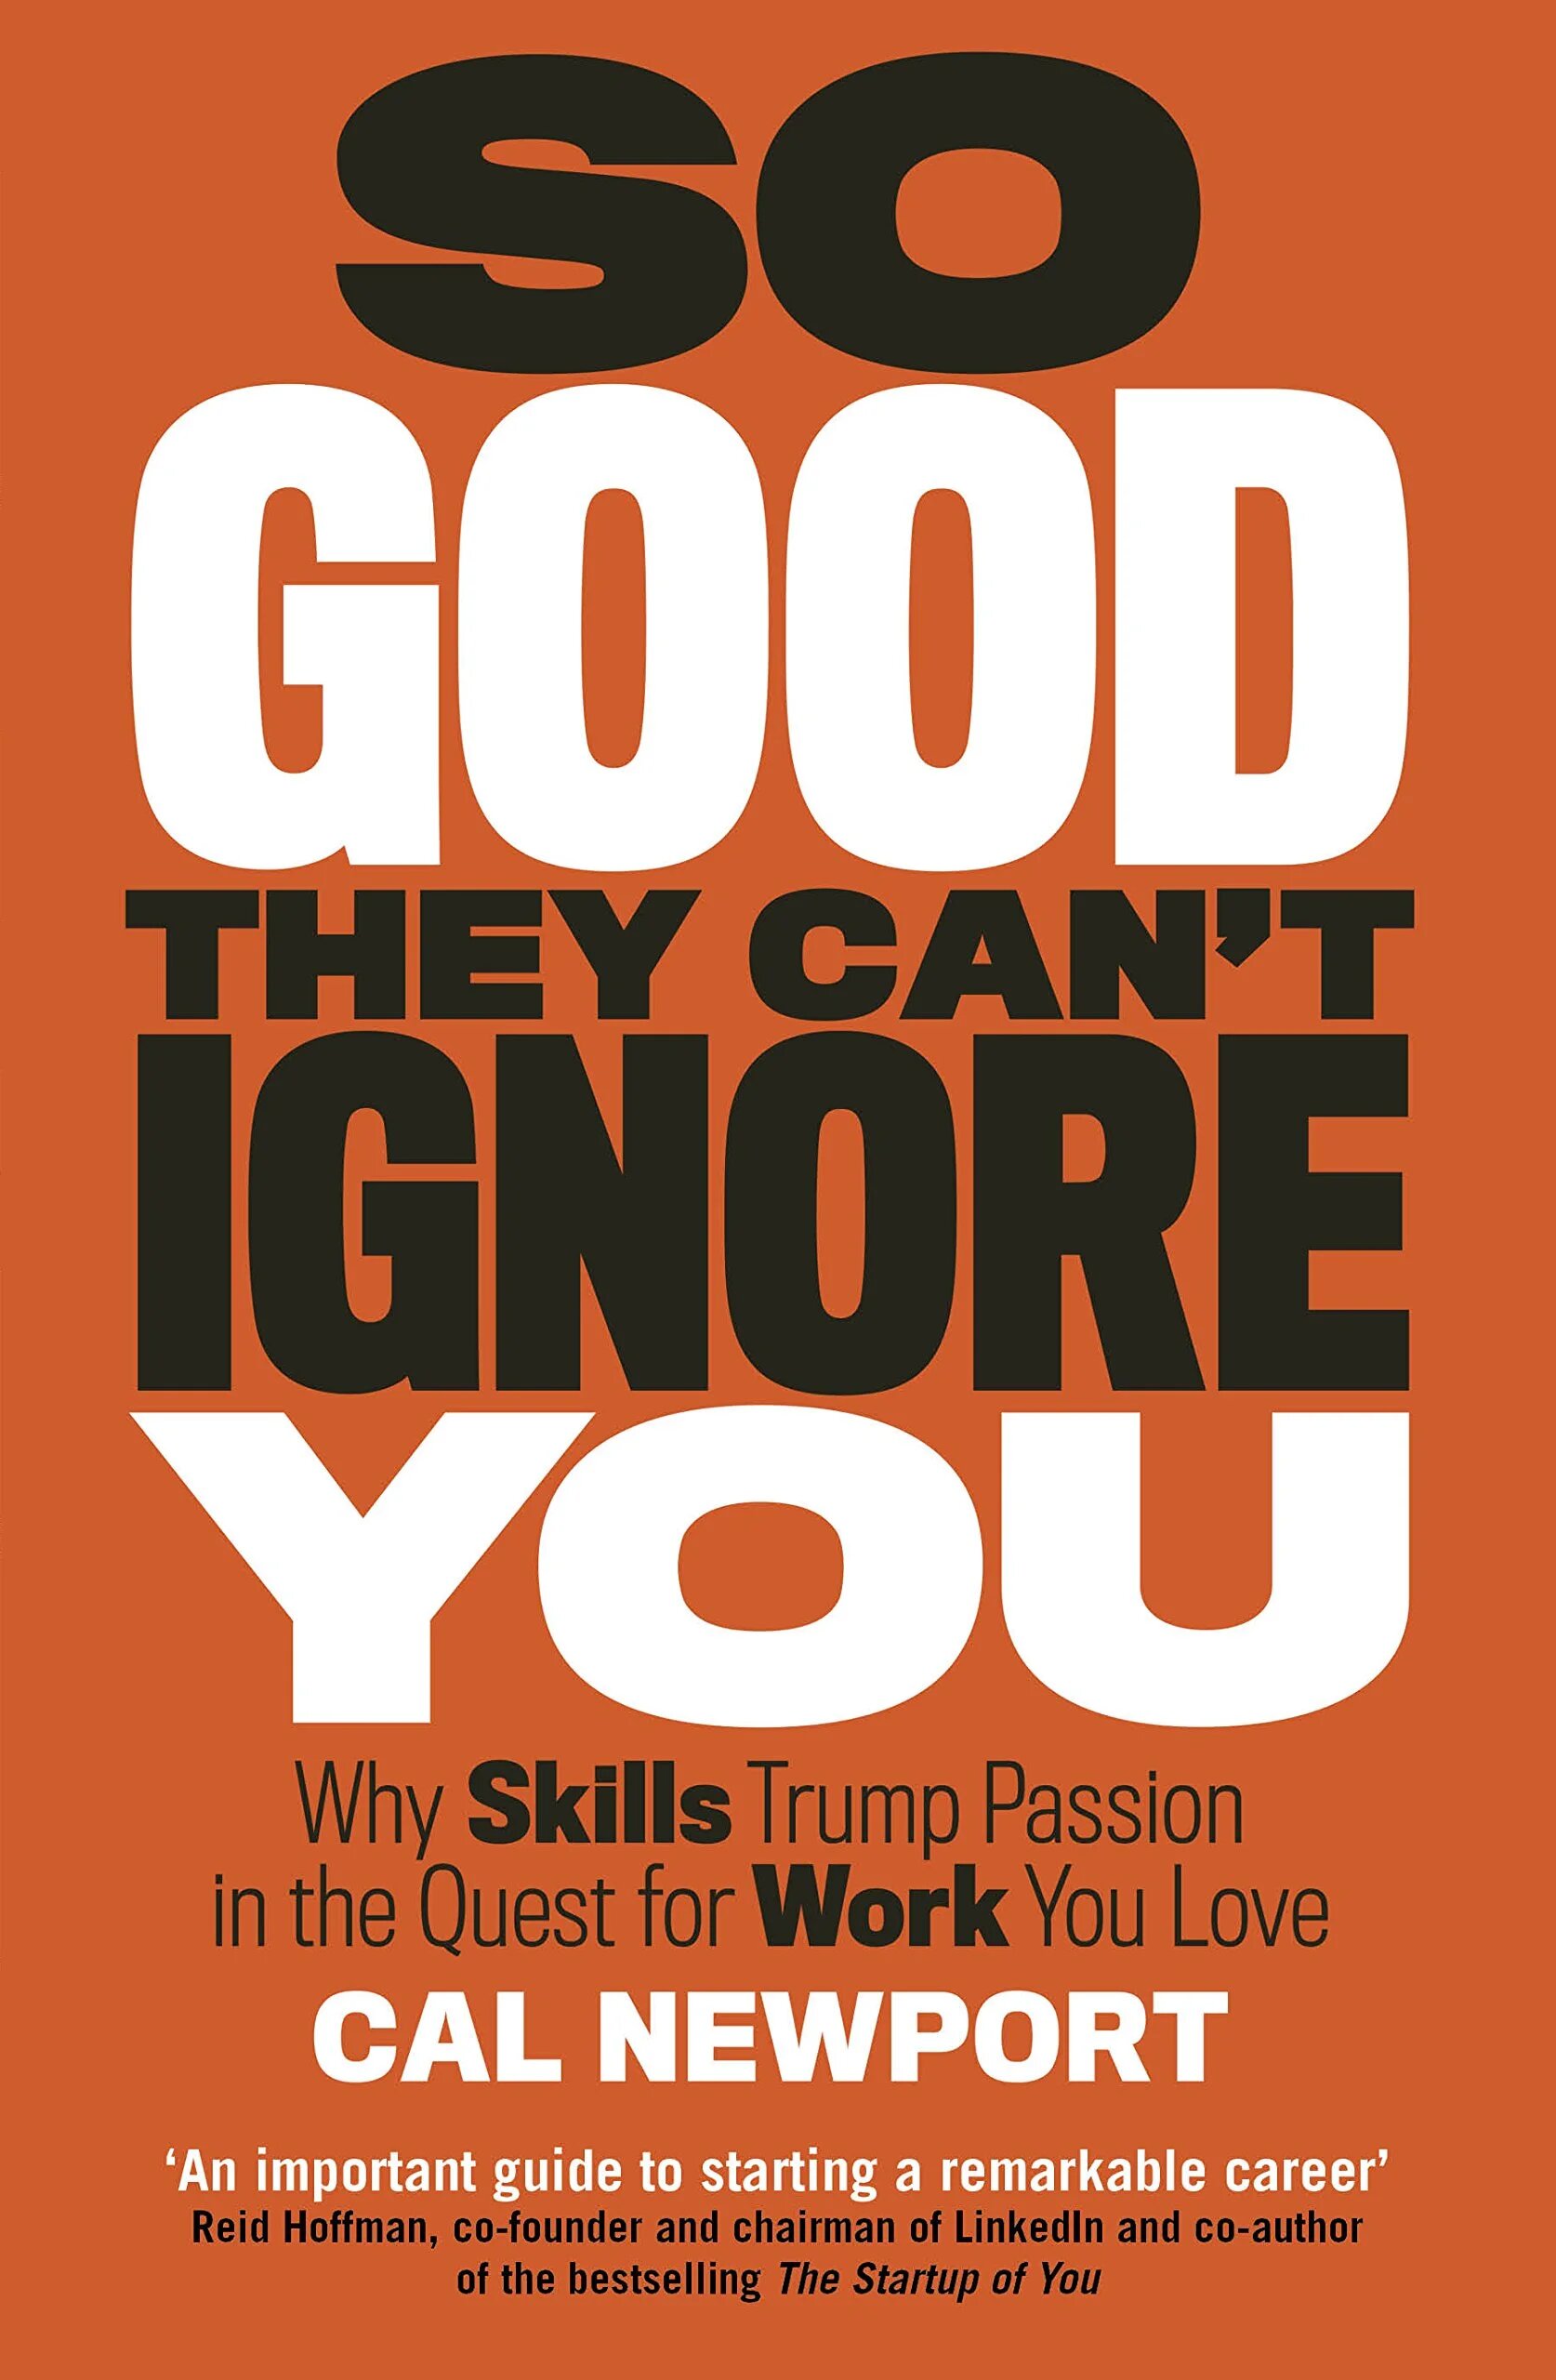 SO
GOOD
THEY CAN'T
IGNORE
YOU
Why Skills Trump Passion
in the Quest for Work You Love
CAL NEWPORT
‘An important guide to starting a remarkable career’
Reid Hoffman, co-founder and chairman of LinkedIn and co-author
of the bestselling The Startup of You